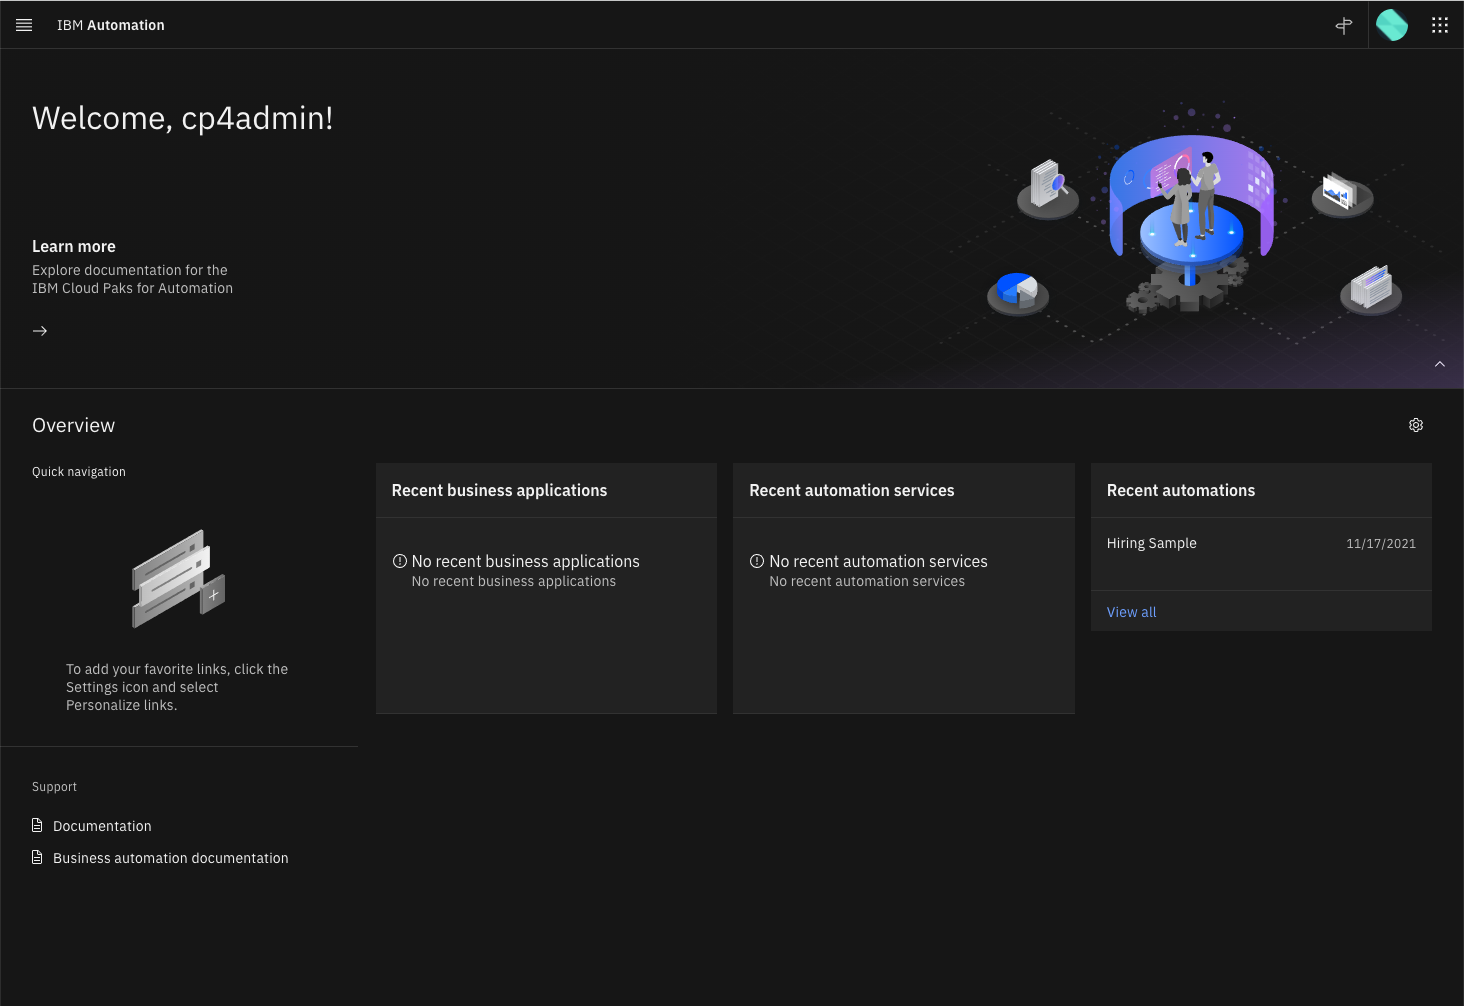 IBM Automation
Welcome, cp4admin!
Learn more
Explore documentation for the
IBM Cloud Paks for Automation
Overview
Quick navigation
To add your favorite links, click the
Settings icon and select
Personalize links.
Support
Documentation
Business automation documentation
Recent business applications
No recent business applications
No recent business applications
Recent automation services
No recent automation services
No recent automation services
Recent automations
Hiring Sample 11/17/2021
View all